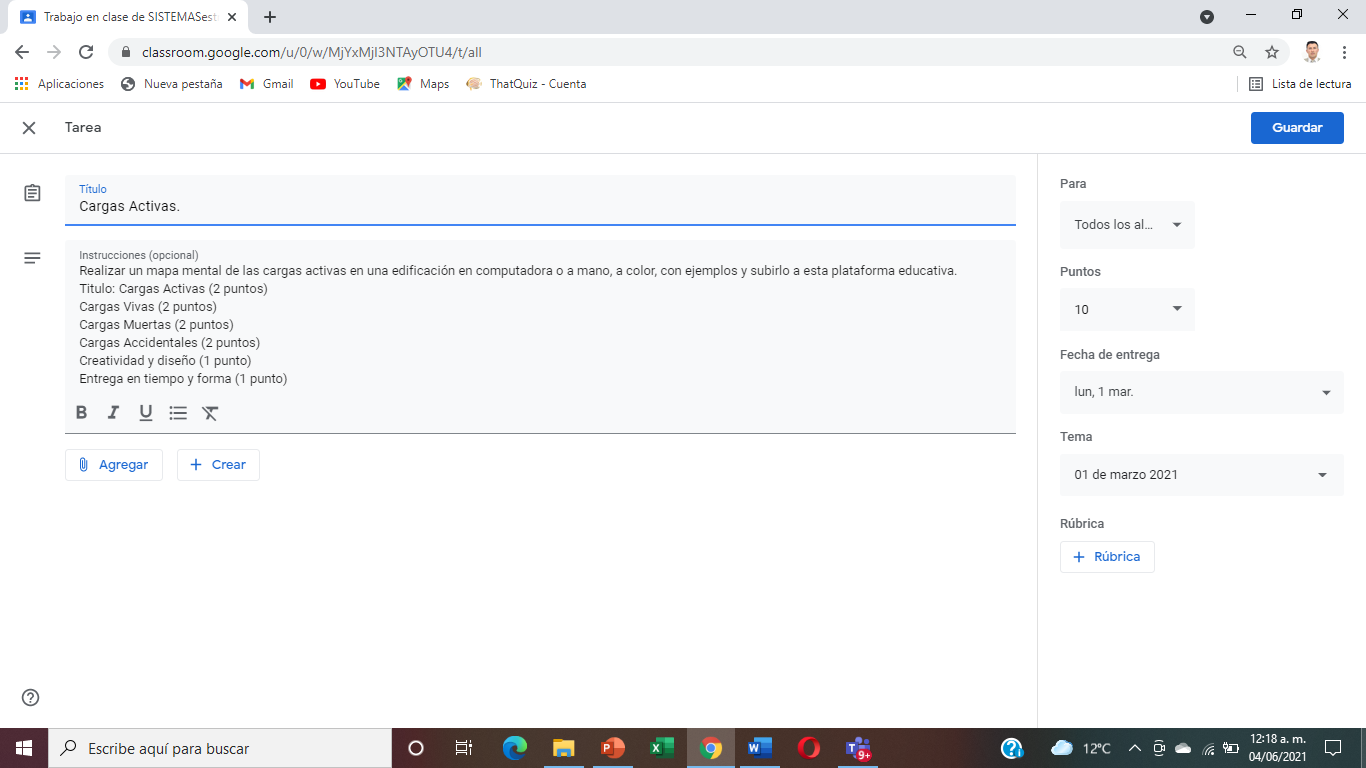 Trabajo en clase de SISTEMASest
classroom.google.com/u/0/w/MjYxMjI3NTAyOTU4/t/all
Aplicaciones
Nueva pestaña
Gmail
YouTube
Maps
ThatQuiz - Cuenta
Lista de lectura
Tarea
Guardar
Título
Cargas Activas.
Instrucciones (opcional)
Realizar un mapa mental de las cargas activas en una edificación en computadora o a mano, a color, con ejemplos y subirlo a esta plataforma educativa.
Titulo: Cargas Activas (2 puntos)
Cargas Vivas (2 puntos)
Cargas Muertas (2 puntos)
Cargas Accidentales (2 puntos)
Creatividad y diseño (1 punto)
Entrega en tiempo y forma (1 punto)
B I U
Agregar
Crear
Para
Todos los al...
Puntos
10
Fecha de entrega
lun, 1 mar.
Tema
01 de marzo 2021
Rúbrica
+ Rúbrica
Escribe aquí para buscar
9+
12°C
12:18 a. m.
04/06/2021